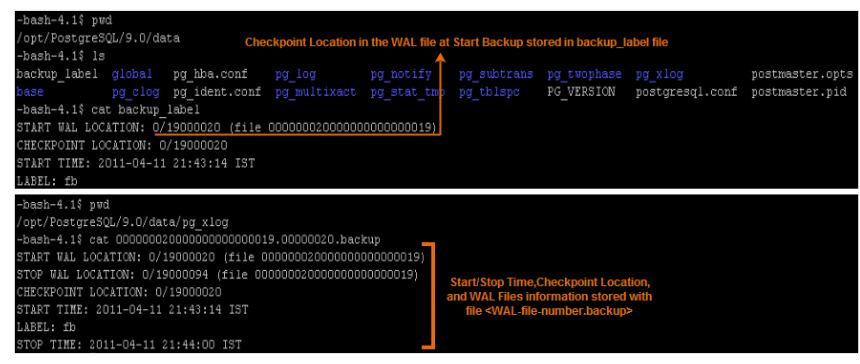 -bash-4.1$ pwd
/opt/PostgreSQL/9.0/data
Checkpoint Location in the WAL file at Start Backup stored in backup_label file
-bash-4.1$ ls
backup_label global pg_hba.conf pg_log pg_notify pg_subtrans pg_twophase pg_xlog postmaster.opts
base pg_clog pg_ident.conf pg_multixact pg_stat_tmp pg_tblspc PG_VERSION postgresql.conf postmaster.pid
-bash-4.1$ cat backup_label
START WAL LOCATION: 0/19000020 (file 000000020000000000000019)
CHECKPOINT LOCATION: 0/19000020
START TIME: 2011-04-11 21:43:14 IST
LABEL: fb
-bash-4.1$ pwd
/opt/PostgreSQL/9.0/data/pg_xlog
-bash-4.1$ cat 000000020000000000000019.00000020.backup
START WAL LOCATION: 0/19000020 (file 000000020000000000000019)
STOP WAL LOCATION: 0/19000094 (file 000000020000000000000019)
CHECKPOINT LOCATION: 0/19000020
START TIME: 2011-04-11 21:43:14 IST
LABEL: fb
STOP TIME: 2011-04-11 21:44:00 IST
Start/Stop Time,Checkpoint Location,
and WAL Files information stored with
file <WAL-file-number.backup>